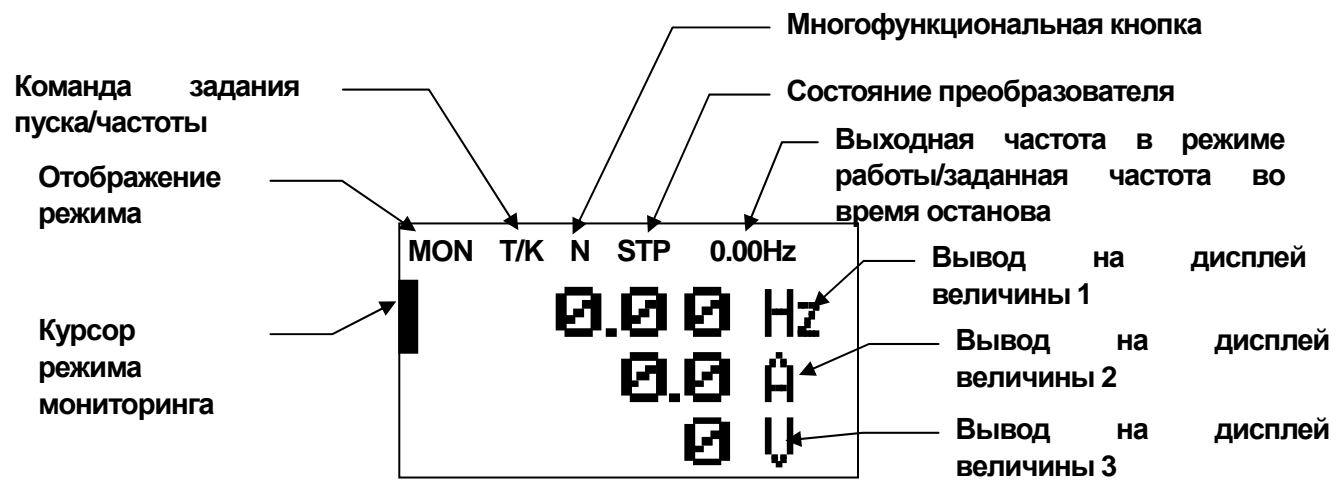 Многофункциональная кнопка
Команда задания
пуска/частоты
Состояние преобразователя
Выходная частота в режиме
работы/заданная частота во
время останова
Отображение
режима
MON T/K N STP 0.00Hz
Вывод на дисплей
величины 1
0.00 Hz
Курсор
режима
мониторинга
Вывод на дисплей
величины 2
0.0 A
Вывод на дисплей
величины 3
0 V